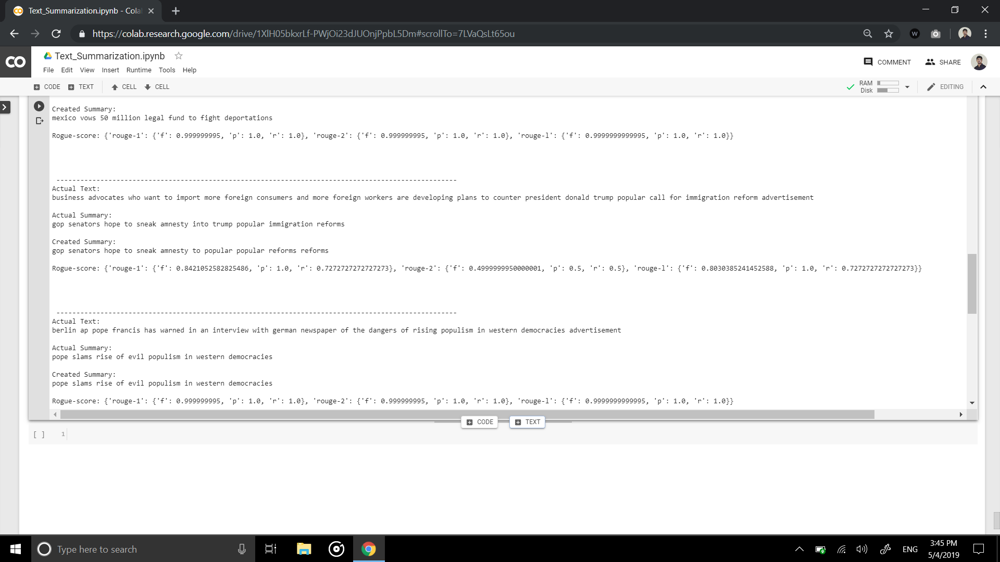 Text_Summarization.ipynb - Cola
https://colab.research.google.com/drive/1XlH05bkxrLf-PWjOi23dJUOnjPpbL5Dm#scrollTo=7LVaQsLt65ou
W
CO
Text_Summarization.ipynb
File Edit View Insert Runtime Tools Help
COMMENT SHARE
CODE TEXT CELL CELL
RAM
Disk
EDITING
Created Summary:
mexico vows 50 million legal fund to fight deportations
Rogue-score: {'rouge-1': {'f': 0.999999995, 'p': 1.0, 'r': 1.0}, 'rouge-2': {'f': 0.999999995, 'p': 1.0, 'r': 1.0}, 'rouge-l': {'f': 0.9999999999995, 'p': 1.0, 'r': 1.0}}
----------------------------------------------------------------------------------------------------
Actual Text:
business advocates who want to import more foreign consumers and more foreign workers are developing plans to counter president donald trump popular call for immigration reform advertisement
Actual Summary:
gop senators hope to sneak amnesty into trump popular immigration reforms
Created Summary:
gop senators hope to sneak amnesty to popular popular reforms reforms
Rogue-score: {'rouge-1': {'f': 0.8421052582825486, 'p': 1.0, 'r': 0.7272727272727273}, 'rouge-2': {'f': 0.4999999950000001, 'p': 0.5, 'r': 0.5}, 'rouge-l': {'f': 0.8030385241452588, 'p': 1.0, 'r': 0.7272727272727273}}
----------------------------------------------------------------------------------------------------
Actual Text:
berlin ap pope francis has warned in an interview with german newspaper of the dangers of rising populism in western democracies advertisement
Actual Summary:
pope slams rise of evil populism in western democracies
Created Summary:
pope slams rise of evil populism in western democracies
Rogue-score: {'rouge-1': {'f': 0.999999995, 'p': 1.0, 'r': 1.0}, 'rouge-2': {'f': 0.999999995, 'p': 1.0, 'r': 1.0}, 'rouge-l': {'f': 0.9999999999995, 'p': 1.0, 'r': 1.0}}
CODE TEXT
[ ] 1
Type here to search
ENG
3:45 PM
5/4/2019